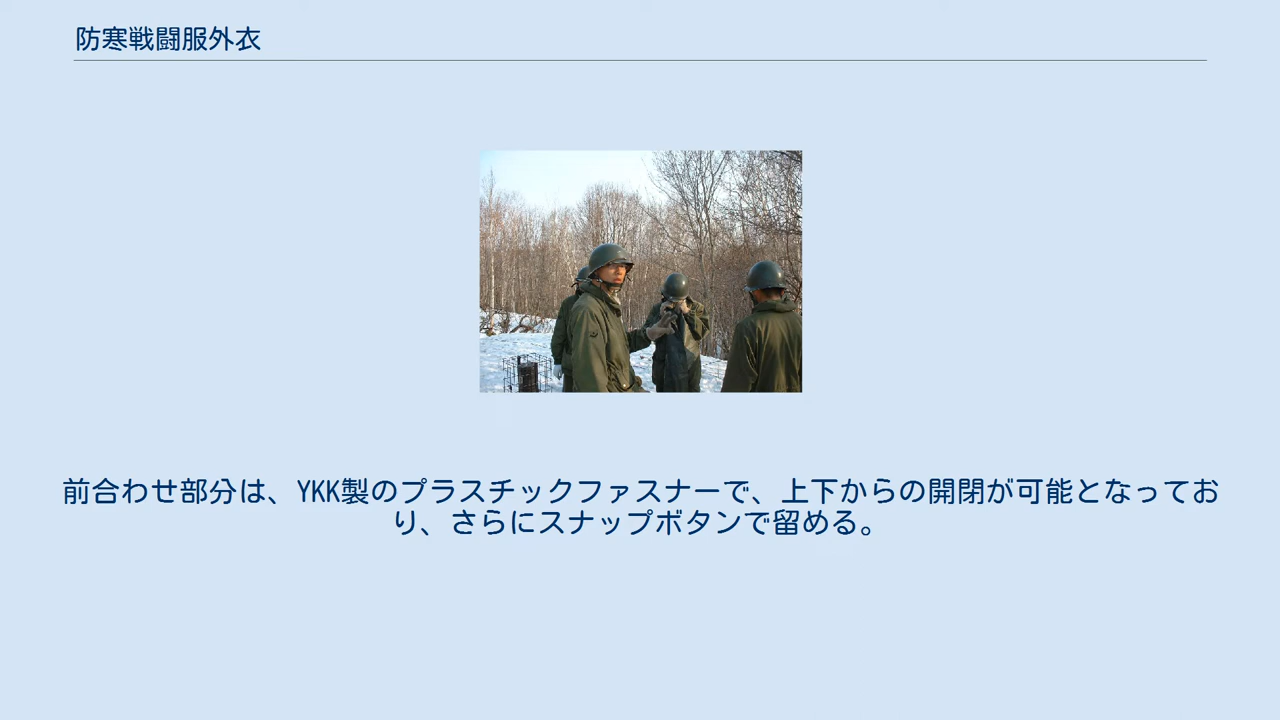 防寒戦闘服外衣
前合わせ部分は、YKK製のプラスチックファスナーで、上下からの開閉が可能となってお
り、さらにスナップボタンで留める。